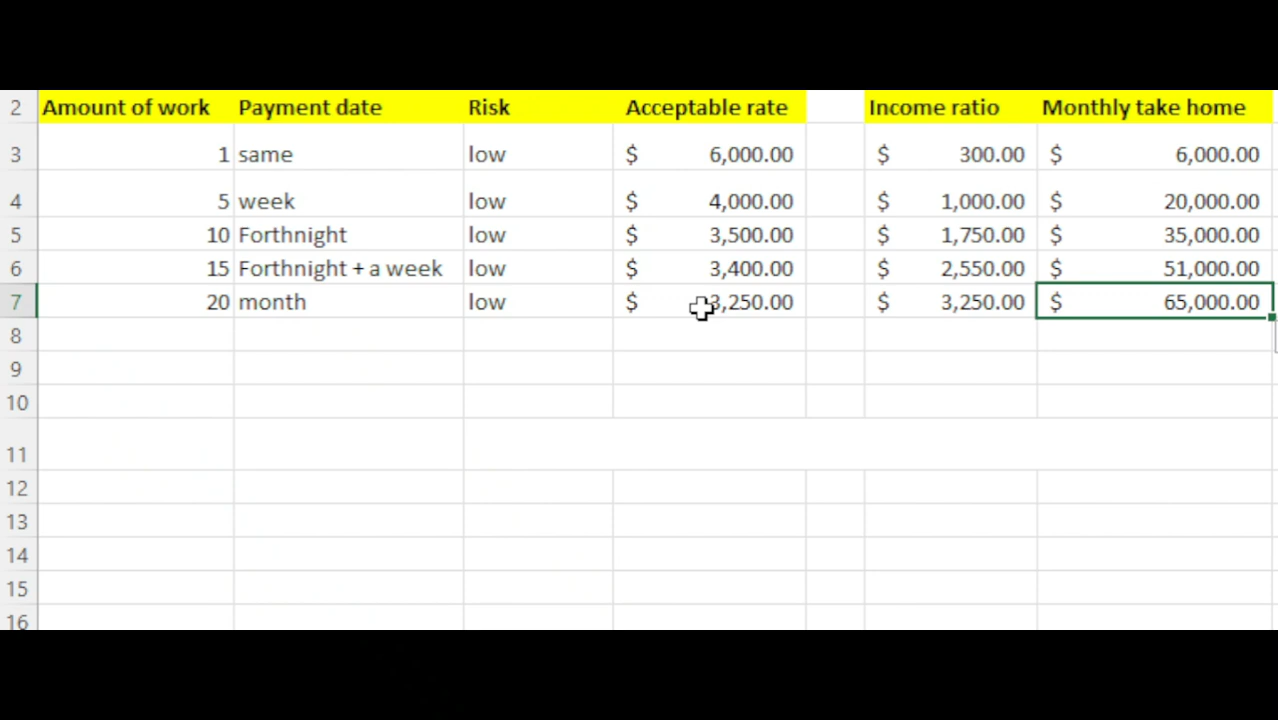 2 Amount of work Payment date Risk Acceptable rate Income ratio Monthly take home
3 1 same low $ 6,000.00 $ 300.00 $ 6,000.00
4 5 week low $ 4,000.00 $ 1,000.00 $ 20,000.00
5 10 Forthnight low $ 3,500.00 $ 1,750.00 $ 35,000.00
6 15 Forthnight + a week low $ 3,400.00 $ 2,550.00 $ 51,000.00
7 20 month low $ 3,250.00 $ 3,250.00 $ 65,000.00
8
9
10
11
12
13
14
15
16